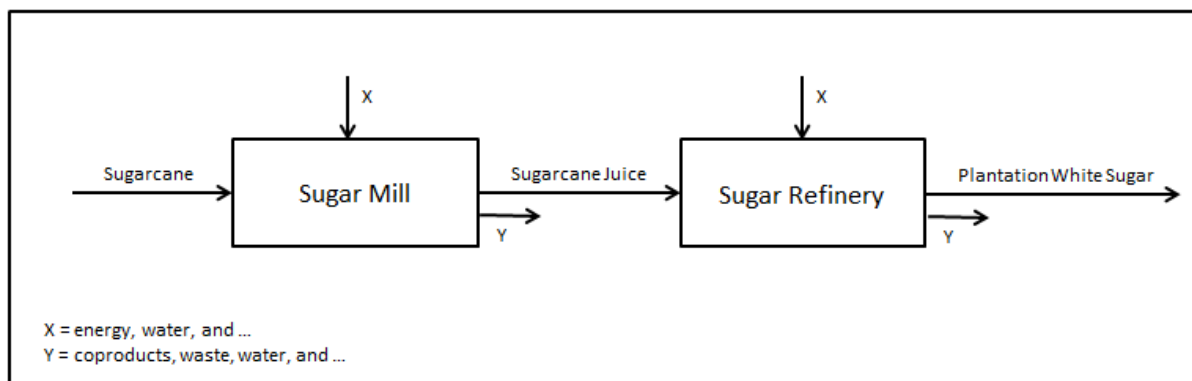 X
X
Sugarcane
Sugar Mill
Sugarcane Juice
Sugar Refinery
Plantation White Sugar
Y
Y
X = energy, water, and ...
Y = coproducts, waste, water, and ...